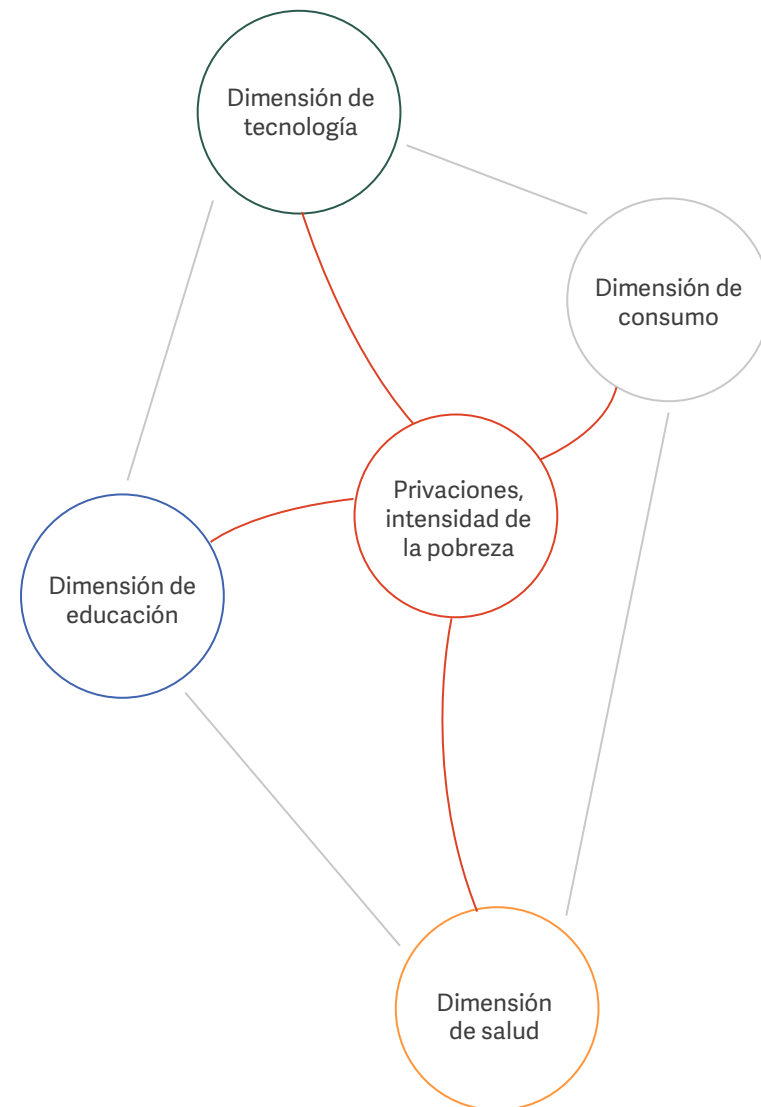 Dimensión de
tecnología
Dimensión de
consumo
Privaciones,
intensidad de
la pobreza
Dimensión de
educación
Dimensión
de salud